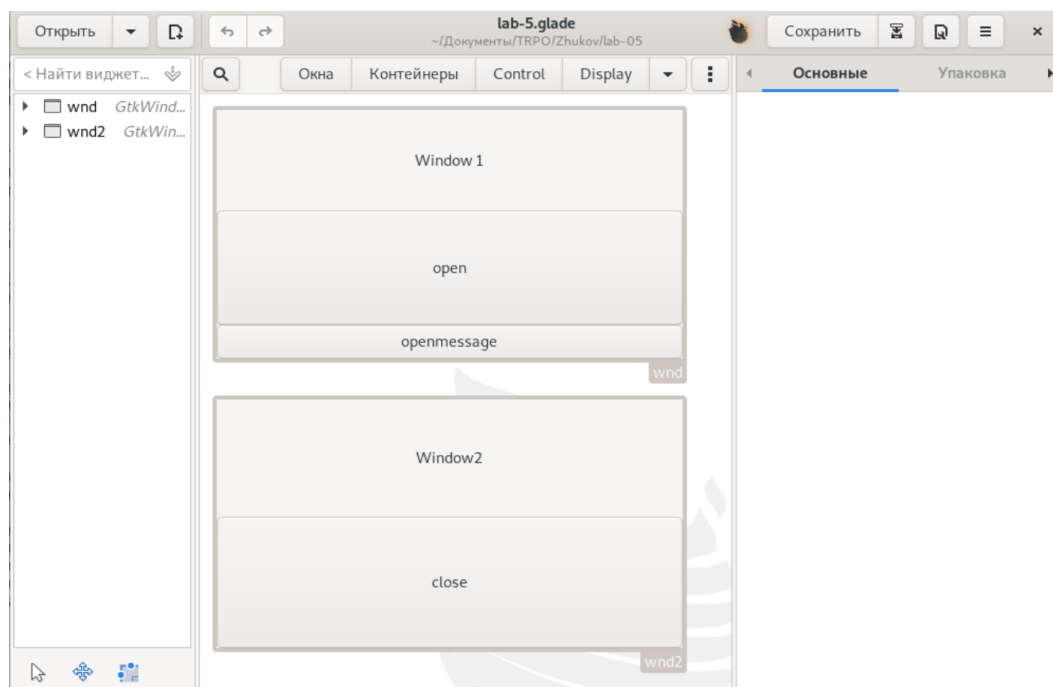 Открыть
lab-5.glade
~/Документы/TRPO/Zhukov/lab-05
Сохранить
< Найти виджет...
Окна
Контейнеры
Control
Display
Основные
Упаковка
wnd GtkWind...
wnd2 GtkWin...
Window 1
open
openmessage
wnd
Window2
close
wnd2